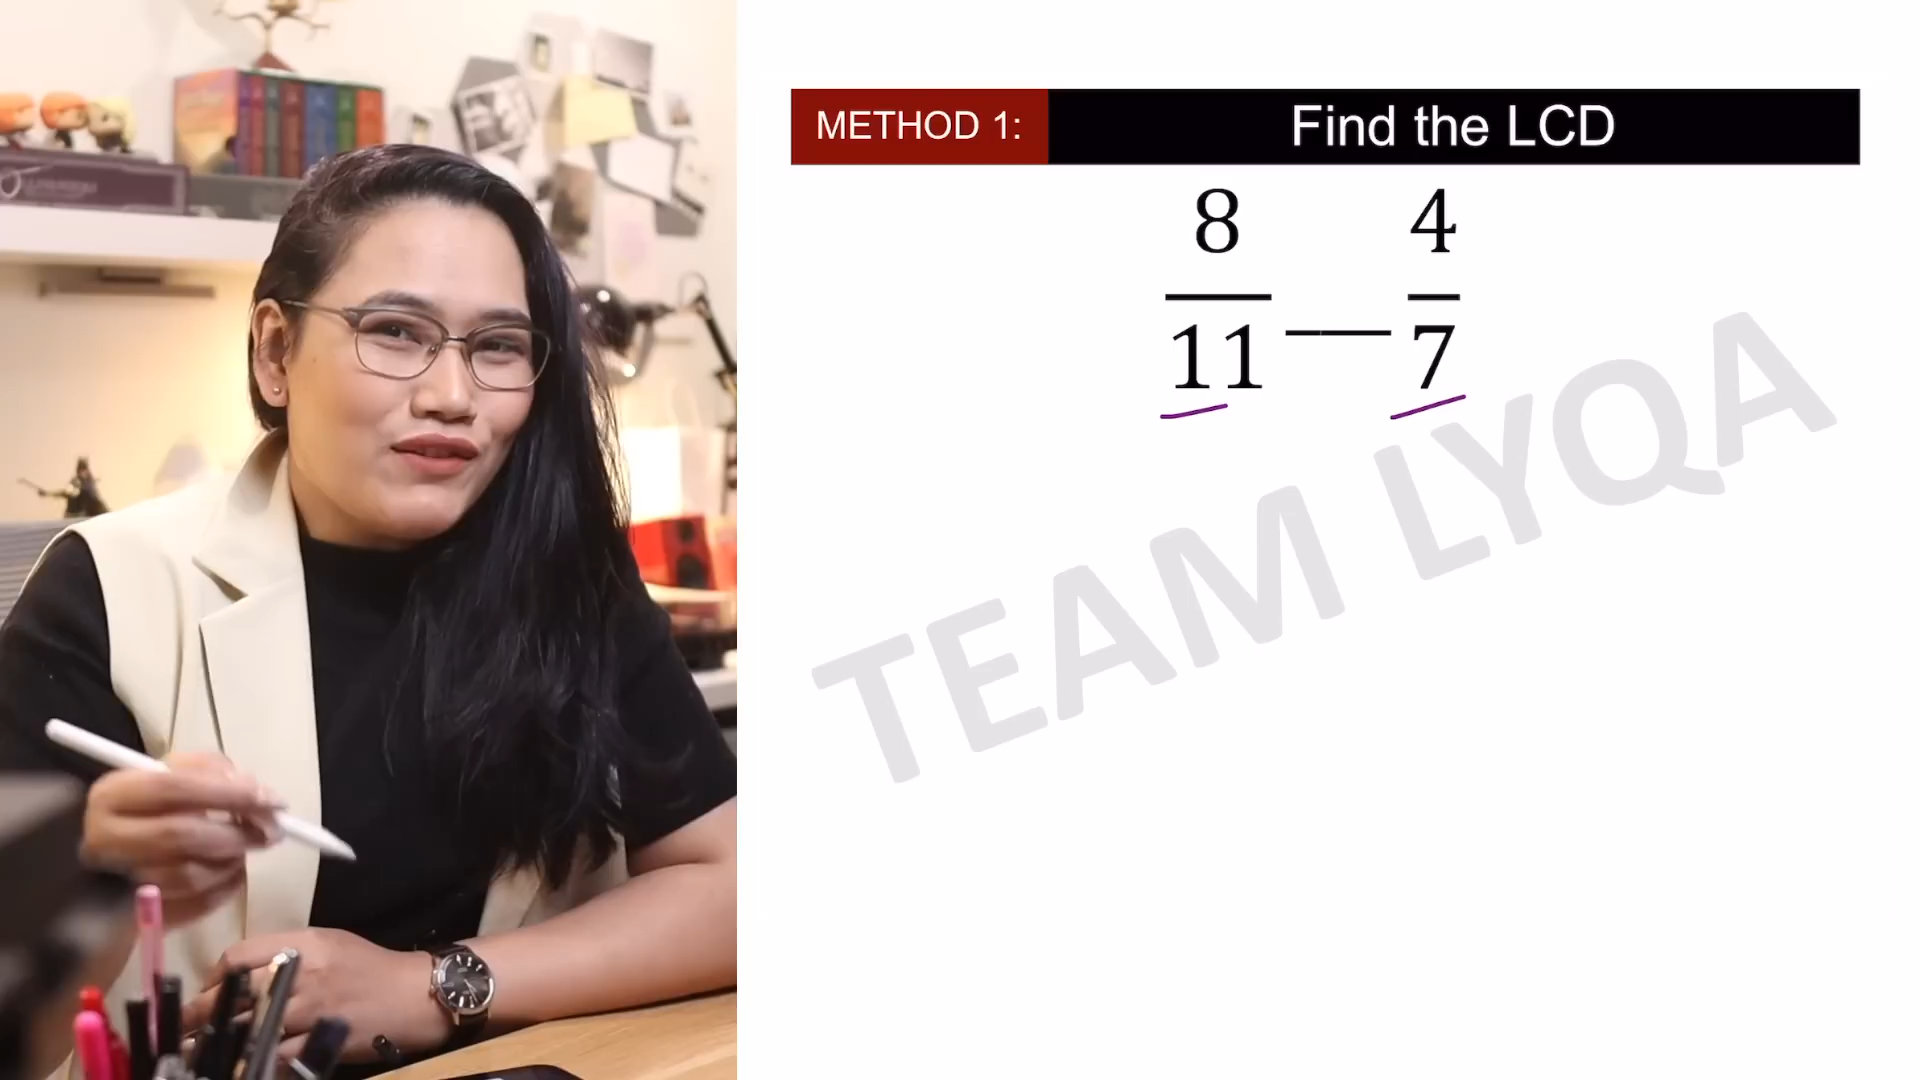 METHOD 1: Find the LCD
8 4
11 — 7
TEAM LYQA